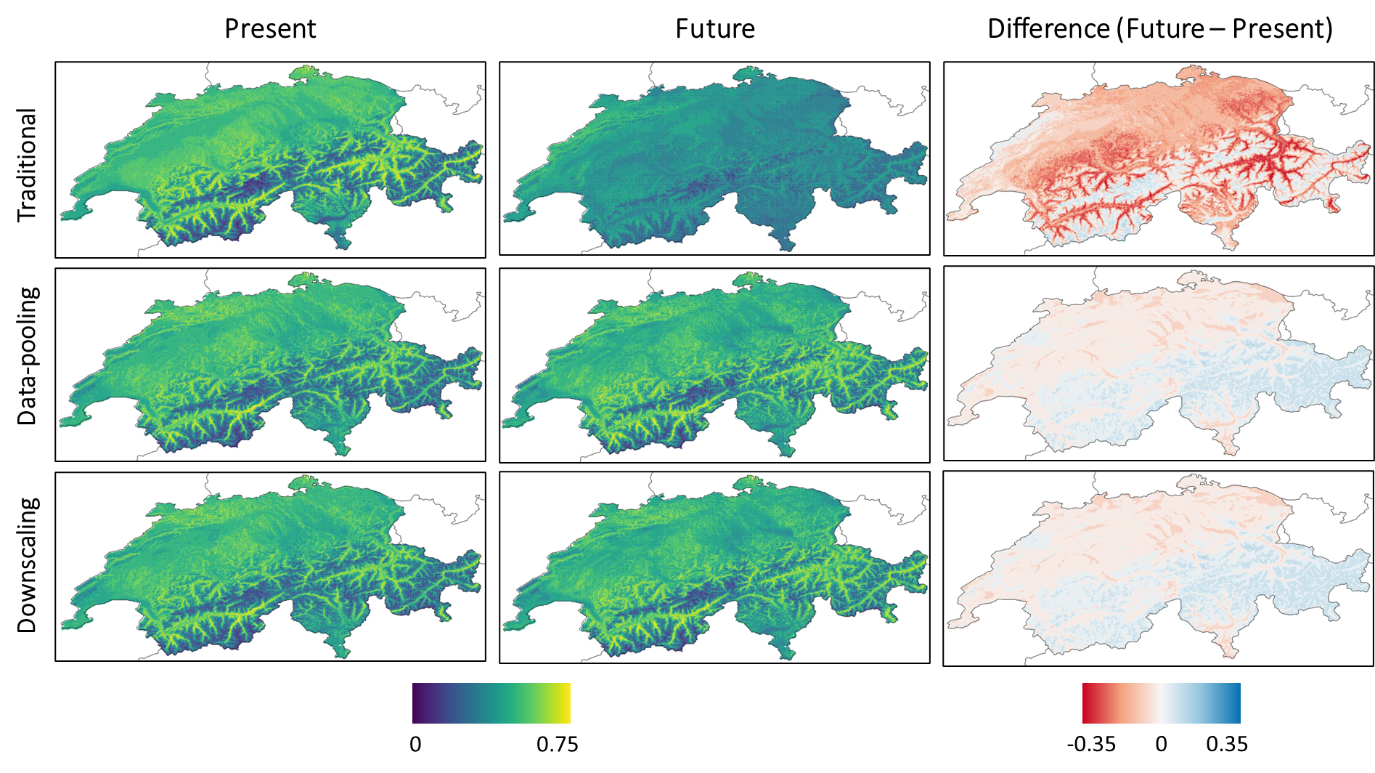 Present
Future
Difference (Future – Present)
Traditional
Data-pooling
Downscaling
0
0.75
-0.35
0
0.35